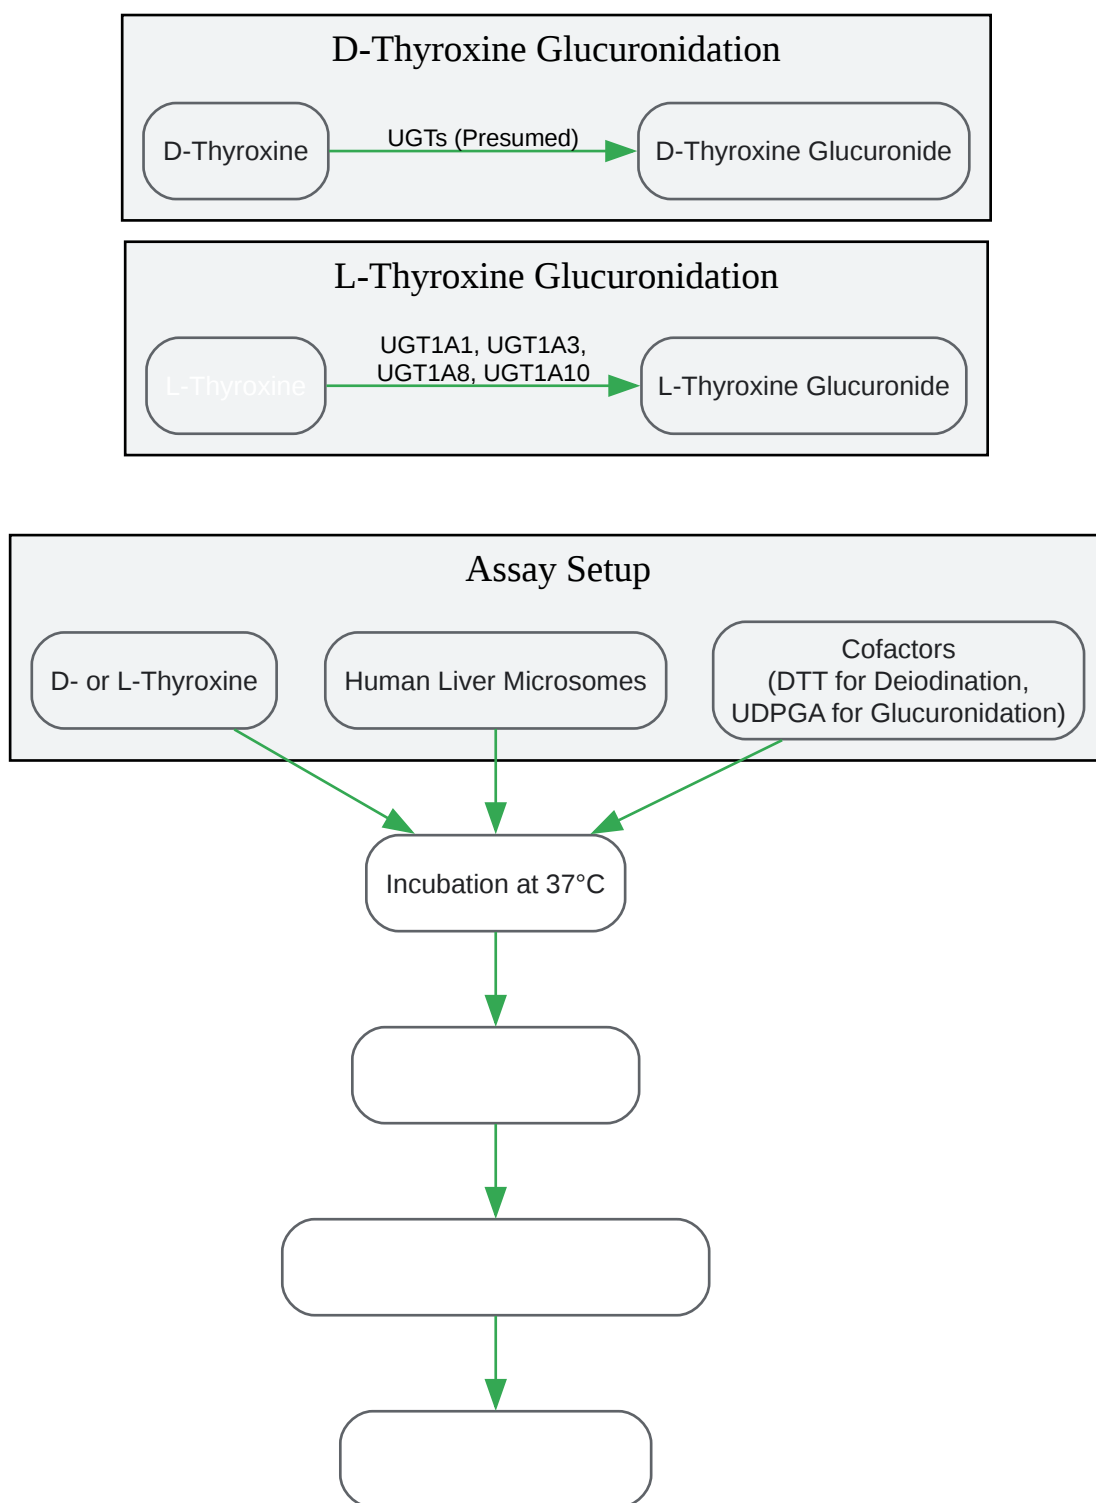 D-Thyroxine Glucuronidation
D-Thyroxine
UGTs (Presumed)
D-Thyroxine Glucuronide
L-Thyroxine Glucuronidation
L-Thyroxine
UGT1A1, UGT1A3,
UGT1A8, UGT1A10
L-Thyroxine Glucuronide
Assay Setup
D- or L-Thyroxine
Human Liver Microsomes
Cofactors
(DTT for Deiodination,
UDPGA for Glucuronidation)
Incubation at 37°C